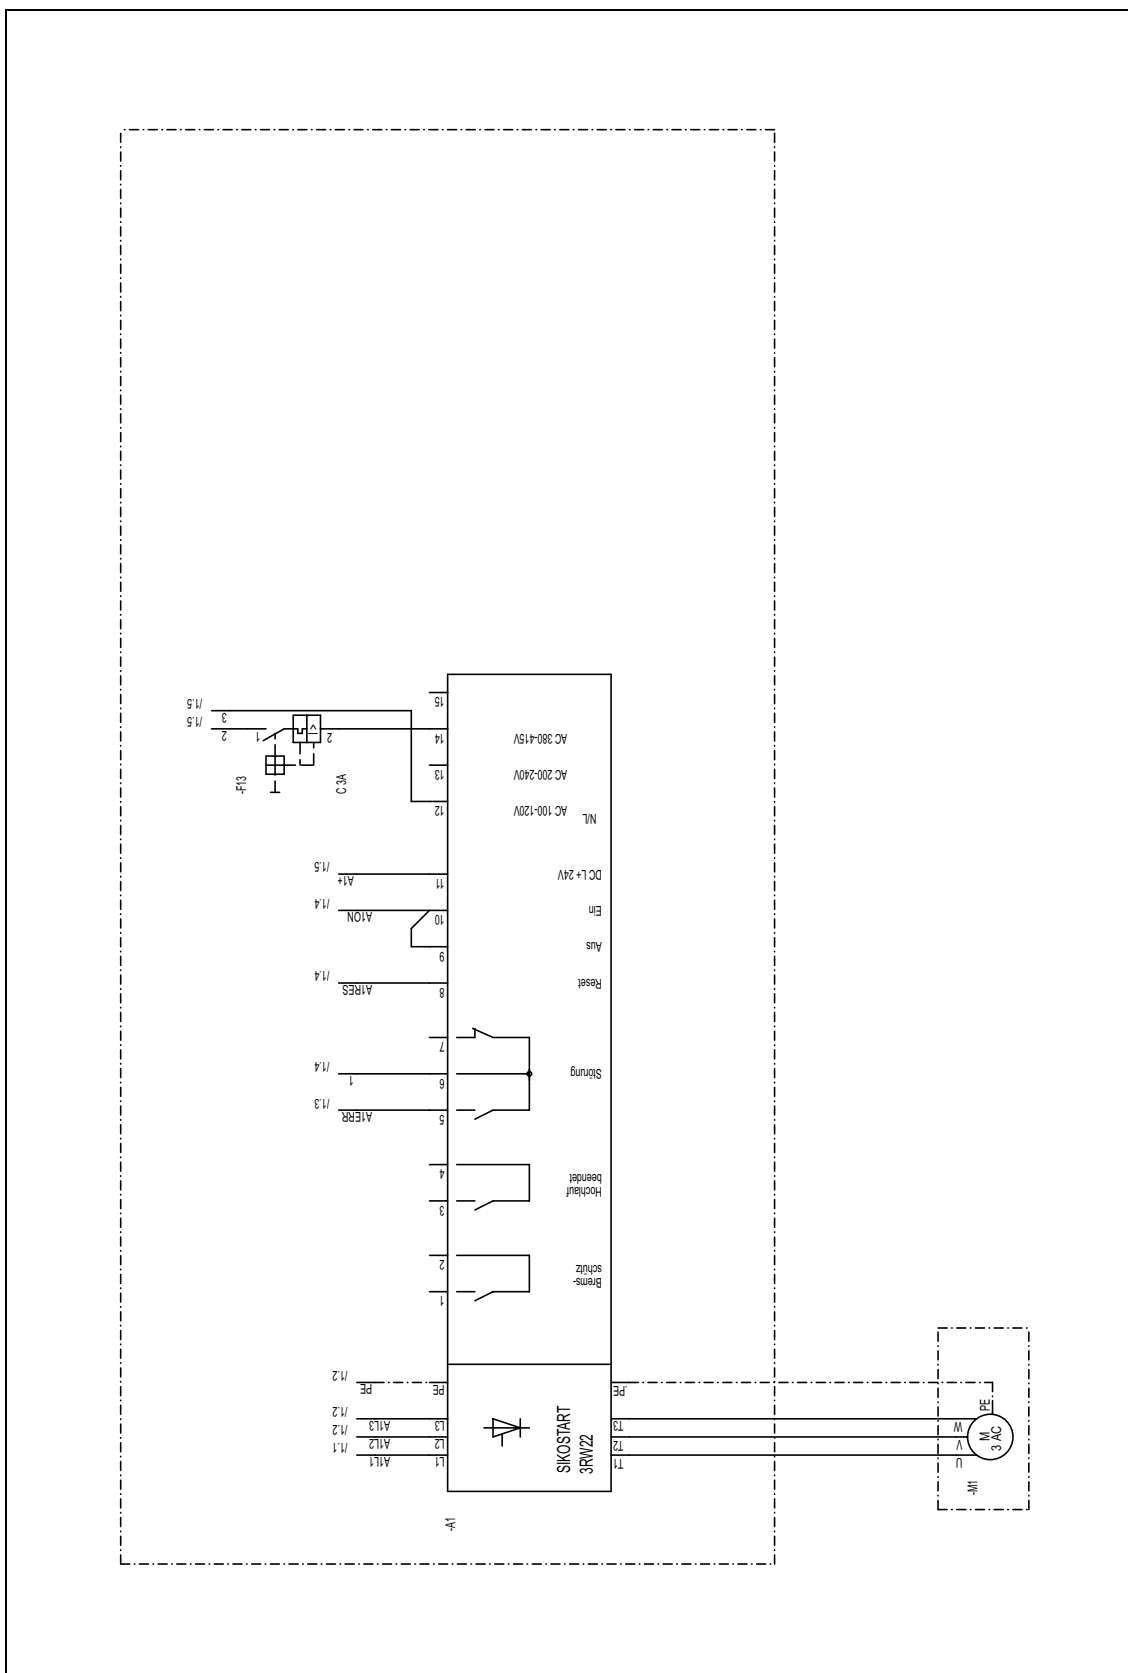 /1.5
/1.5
3
2
1
2
-F13
C 3A
15
14
13
12
AC 380-415V
AC 200-240V
AC 100-120V
N/L
/1.5
A1+
11
DC L+ 24V
/1.4
A1ON
10
Ein
9
Aus
/1.4
A1RES
8
Reset
7
/1.4
1
6
Störung
/1.3
A1ERR
5
4
3
Hochlauf
beendet
2
1
Brems-
schütz
/1.2
PE
PE
PE
/1.2
A1L3
L3
T3
/1.2
A1L2
L2
T2
/1.1
A1L1
L1
T1
SIKOSTART
3RW22
-A1
PE
W
V
U
M
3 AC
-M1